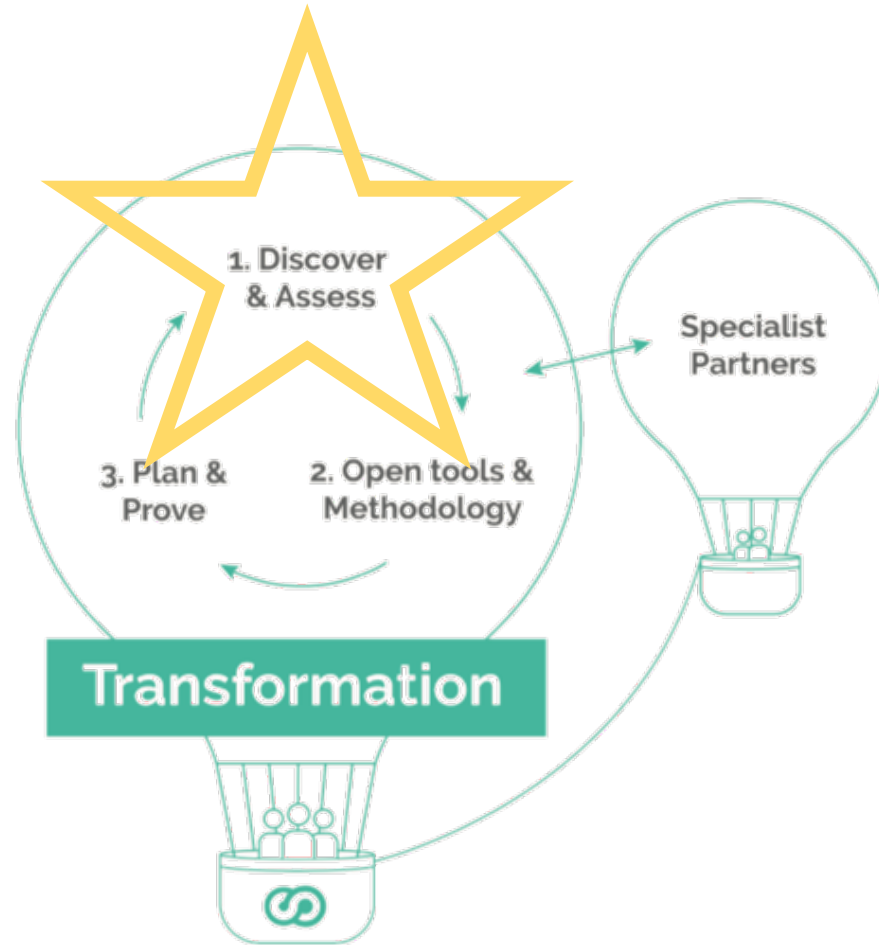 1. Discover
& Assess
Specialist
Partners
3. Plan &
Prove
2. Open tools &
Methodology
Transformation